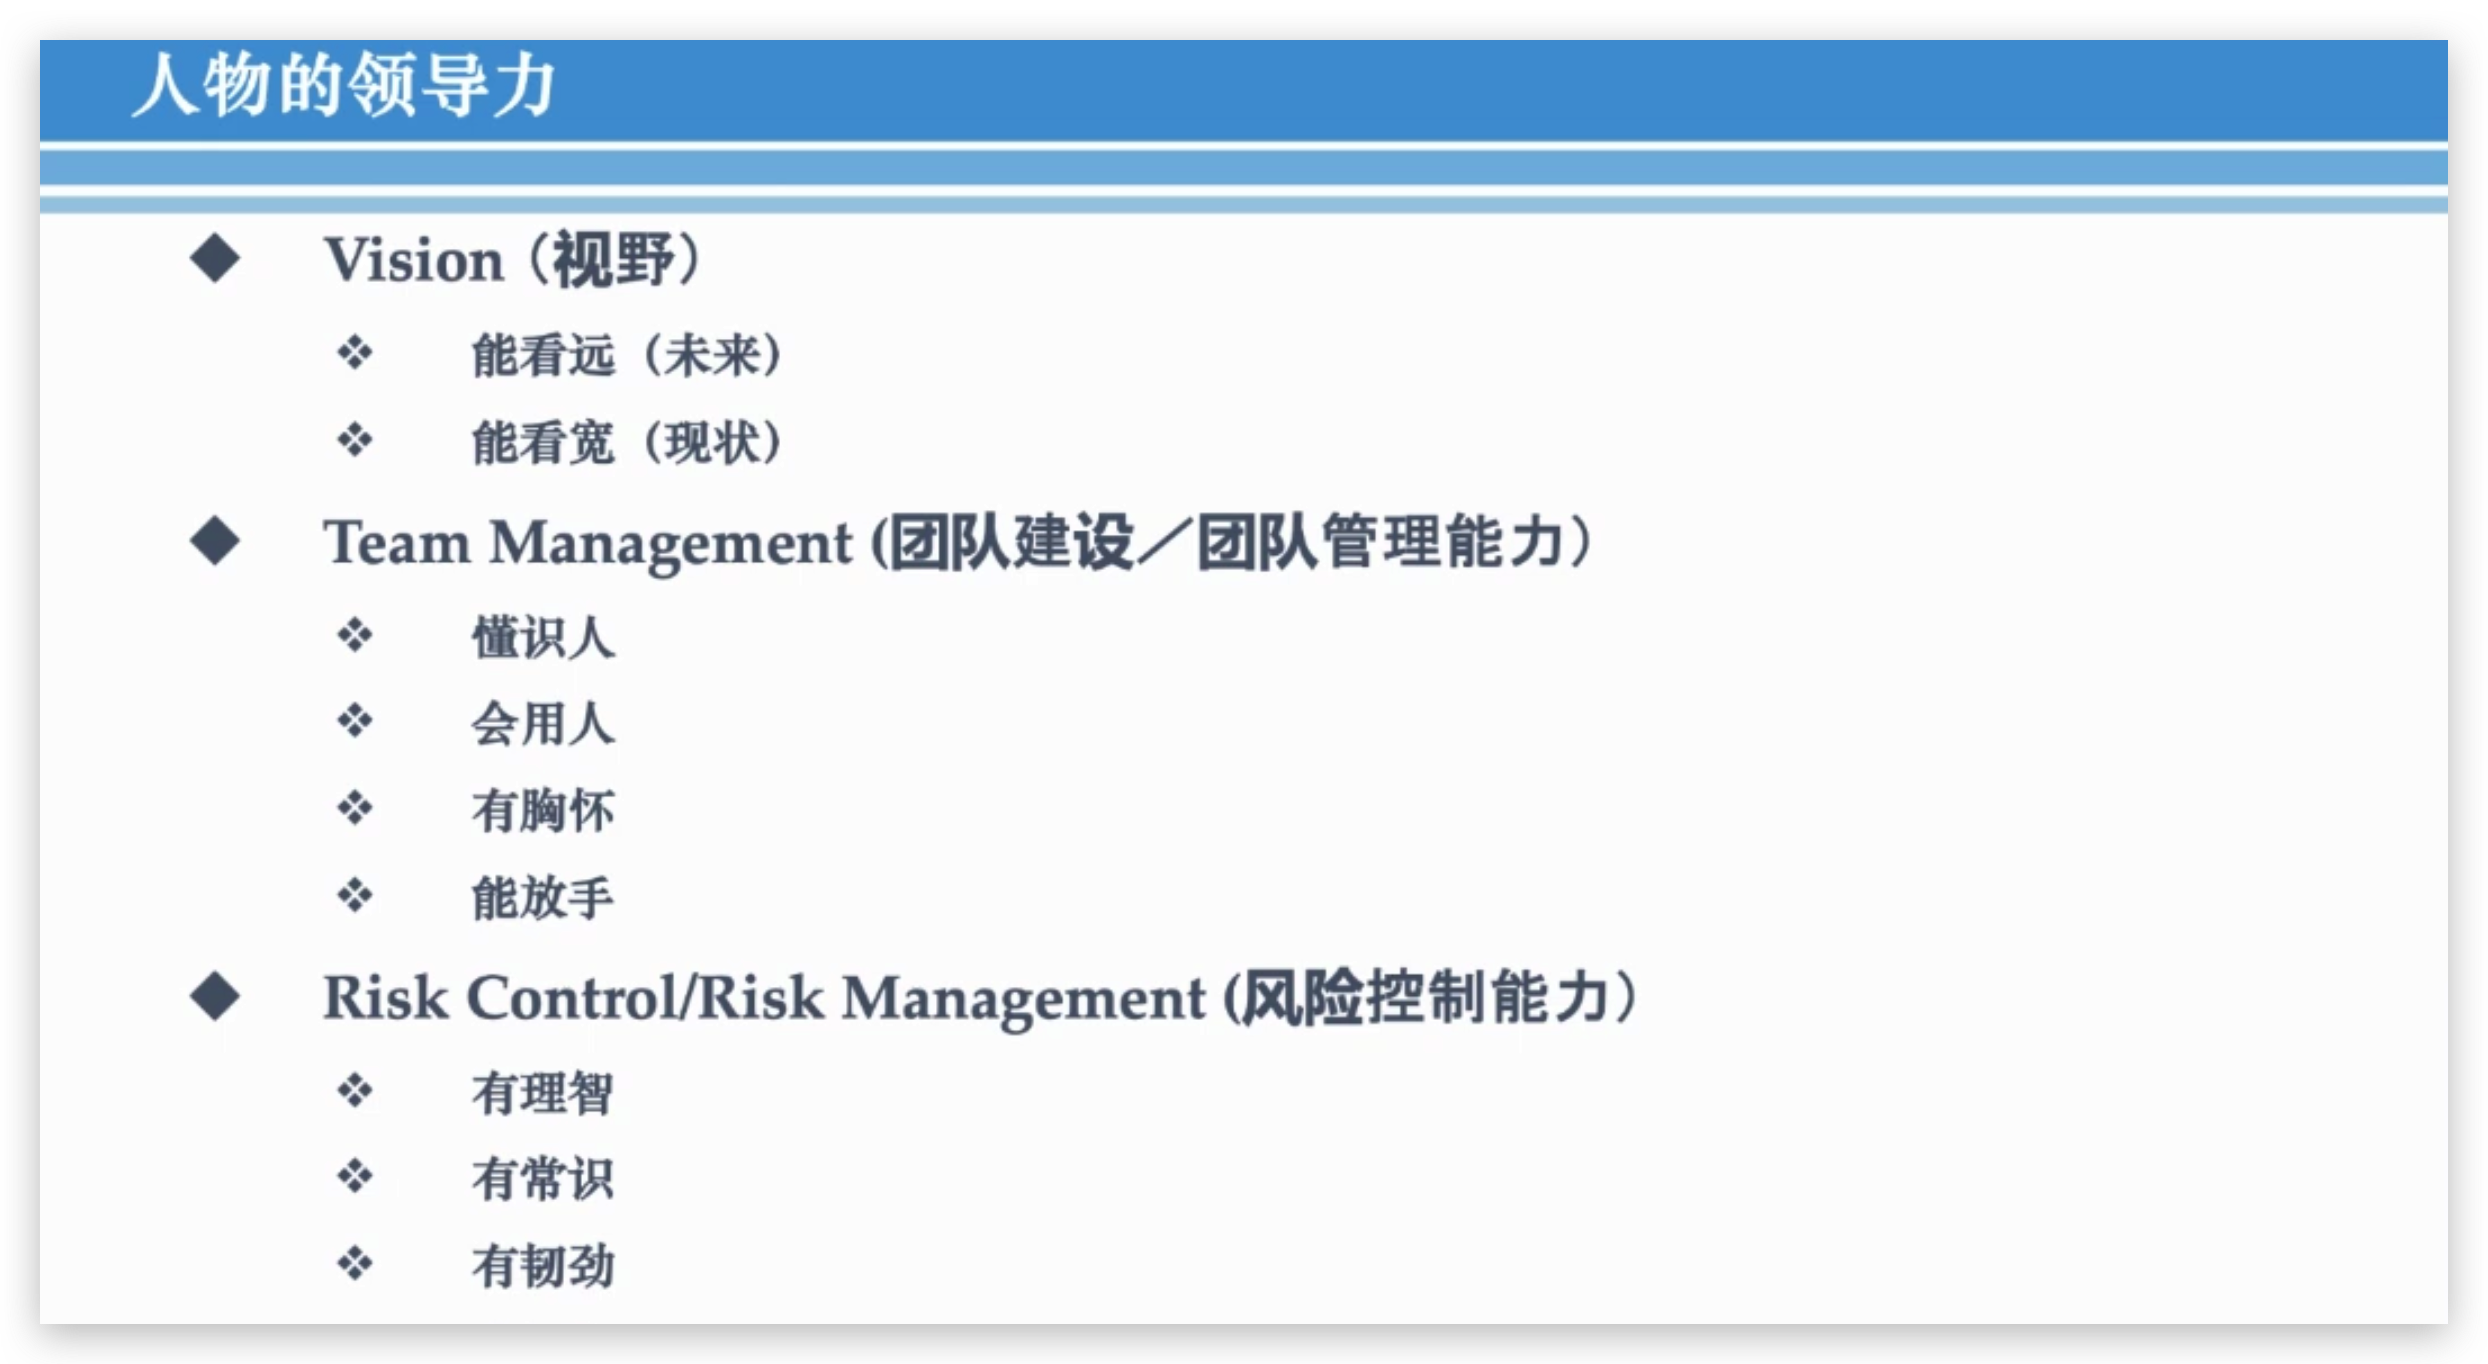 人物的领导力
Vision（视野）
能看远（未来）
能看宽（现状）
Team Management (团队建设／团队管理能力）
懂识人
会用人
有胸怀
能放手
Risk Control/Risk Management (风险控制能力）
有理智
有常识
有韧劲